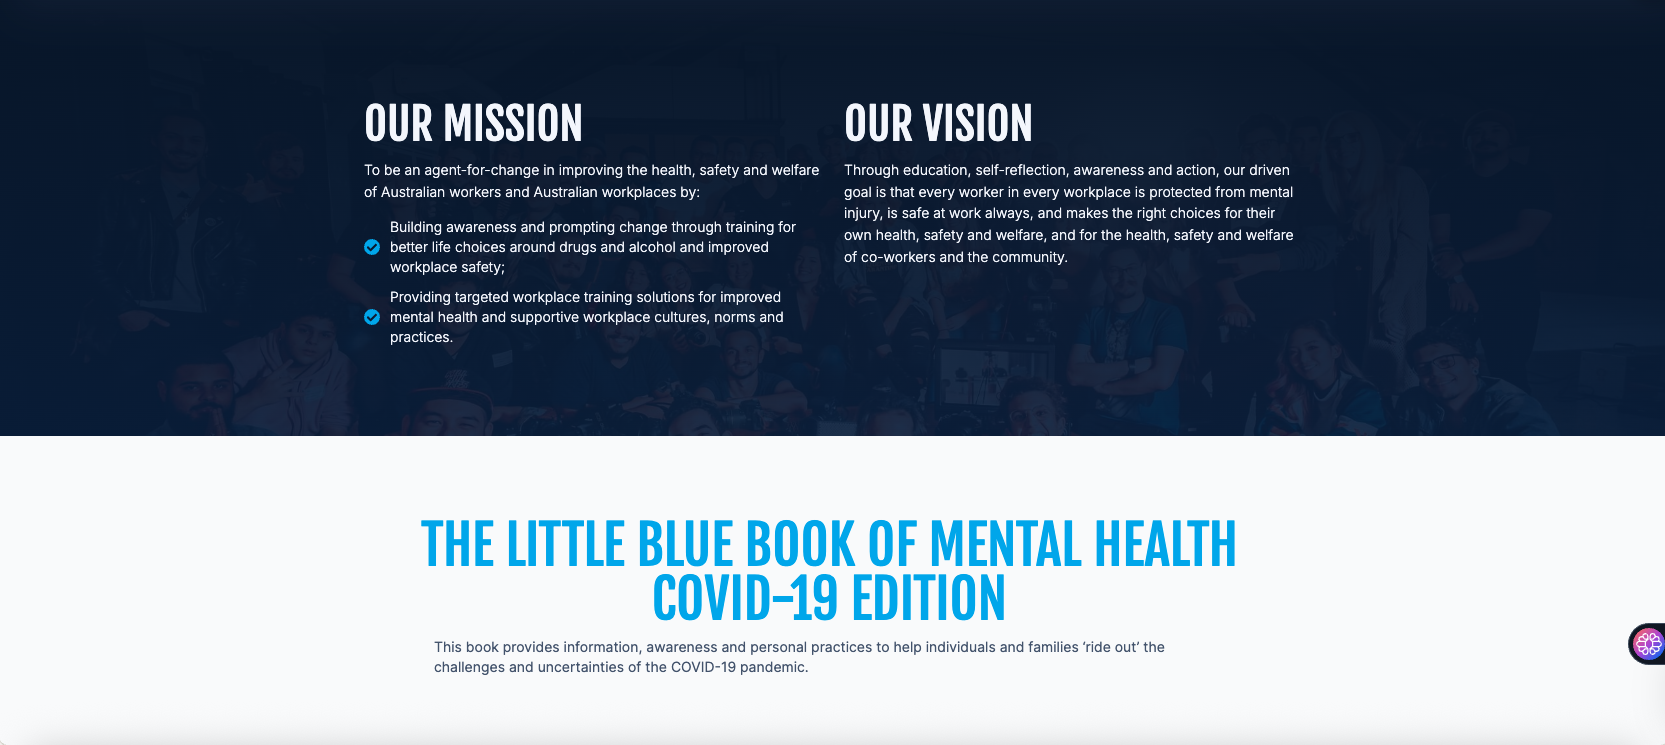 OUR MISSION
To be an agent-for-change in improving the health, safety and welfare
of Australian workers and Australian workplaces by:
Building awareness and prompting change through training for
better life choices around drugs and alcohol and improved
workplace safety;
Providing targeted workplace training solutions for improved
mental health and supportive workplace cultures, norms and
practices.
OUR VISION
Through education, self-reflection, awareness and action, our driven
goal is that every worker in every workplace is protected from mental
injury, is safe at work always, and makes the right choices for their
own health, safety and welfare, and for the health, safety and welfare
of co-workers and the community.
THE LITTLE BLUE BOOK OF MENTAL HEALTH
COVID-19 EDITION
This book provides information, awareness and personal practices to help individuals and families ‘ride out’ the
challenges and uncertainties of the COVID-19 pandemic.